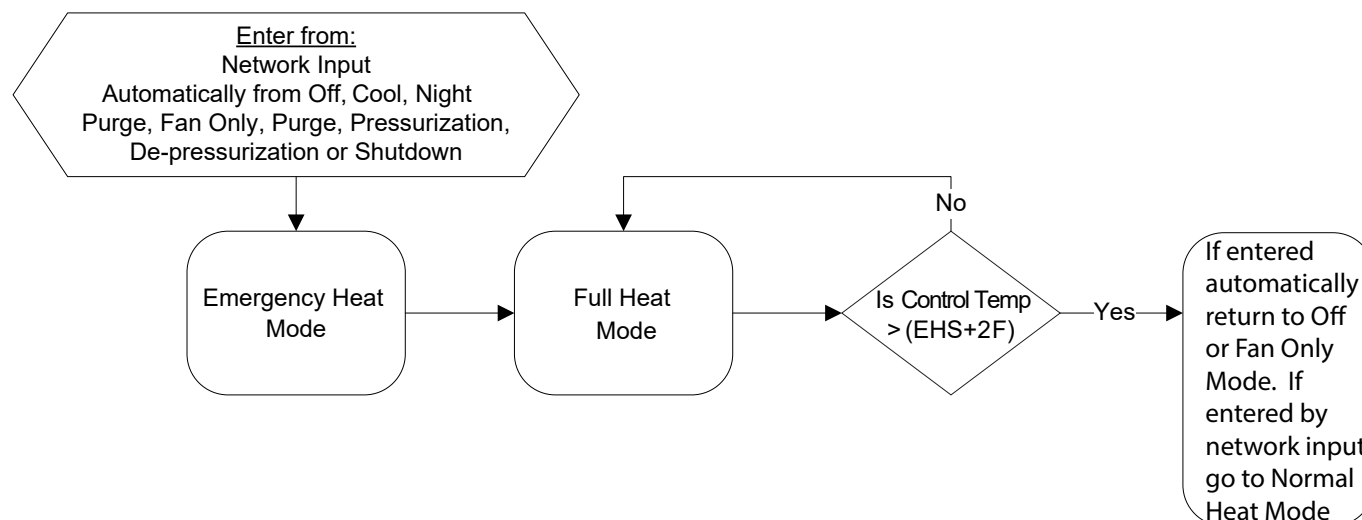 Enter from:
Network Input
Automatically from Off, Cool, Night
Purge, Fan Only, Purge, Pressurization,
De-pressurization or Shutdown
Emergency Heat
Mode
Full Heat
Mode
No
Is Control Temp
> (EHS+2F)
Yes
If entered
automatically
return to Off
or Fan Only
Mode. If
entered by
network input
go to Normal
Heat Mode